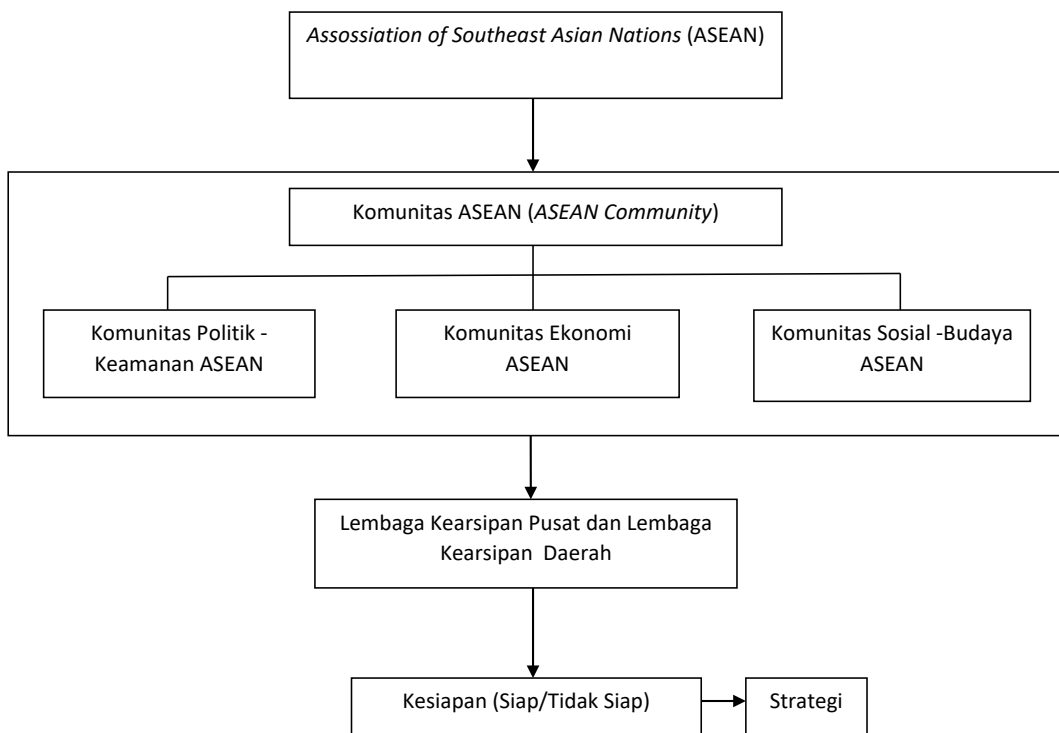 Assossiation of Southeast Asian Nations (ASEAN)
Komunitas ASEAN (ASEAN Community)
Komunitas Politik -
Keamanan ASEAN
Komunitas Ekonomi
ASEAN
Komunitas Sosial -Budaya
ASEAN
Lembaga Kearsipan Pusat dan Lembaga
Kearsipan  Daerah
Kesiapan (Siap/Tidak Siap)
Strategi